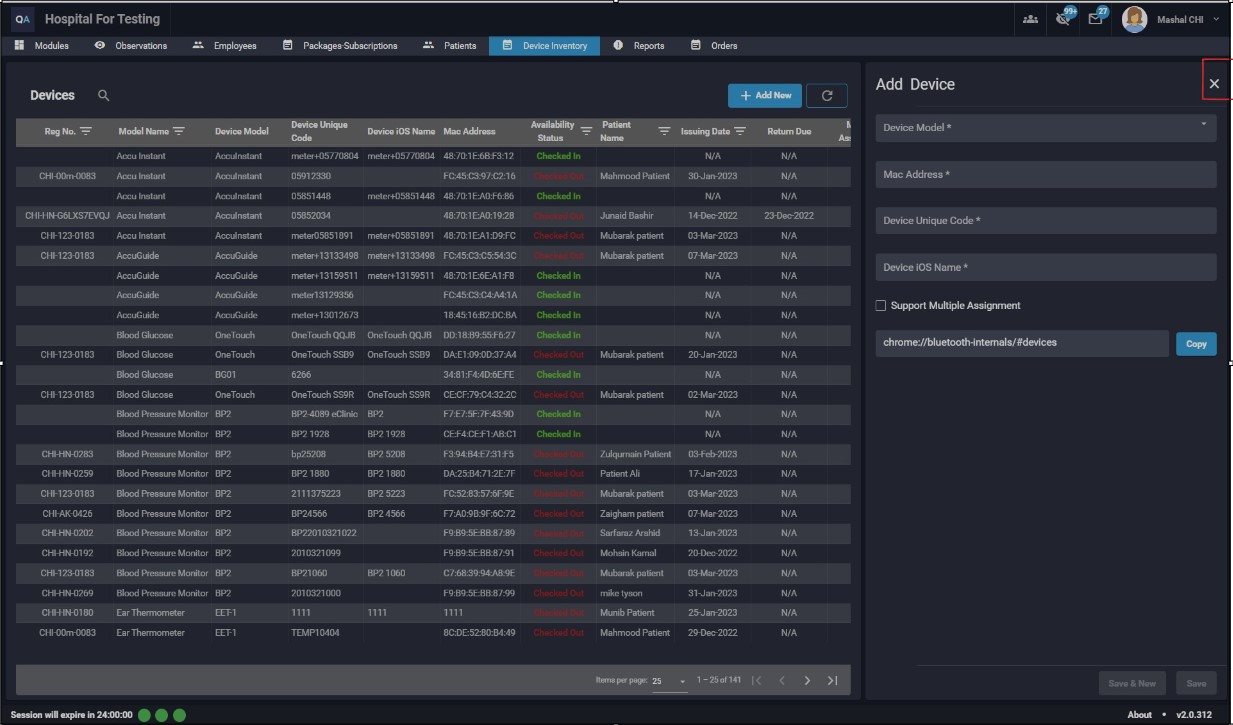 QA Hospital For Testing 99+ 27 Mashal CHI
Modules Observations Employees Packages-Subscriptions Patients Device Inventory Reports Orders
Devices + Add New
Reg No. Model Name Device Model Device Unique Code Device iOS Name Mac Address Availability Status Patient Name Issuing Date Return Due
Accu Instant AccuInstant meter+05770804 meter+05770804 48:70:1E:6B:F3:12 Checked In N/A N/A
CHI-00m-0083 Accu Instant AccuInstant 05912330 FC:45:C3:97:C2:16 Checked Out Mahmood Patient 30-Jan-2023 N/A
Accu Instant AccuInstant 05851448 meter+05851448 48:70:1E:A0:F6:86 Checked In N/A N/A
CHI-HN-G6LXS7EVQJ Accu Instant AccuInstant 05852034 48:70:1E:A0:19:28 Checked Out Junaid Bashir 14-Dec-2022 23-Dec-2022
CHI-123-0183 Accu Instant AccuInstant meter05851891 meter+05851891 48:70:1E:A1:D9:FC Checked Out Mubarak patient 03-Mar-2023 N/A
CHI-123-0183 AccuGuide AccuGuide meter+13133498 meter+13133498 FC:45:C3:C5:54:3C Checked Out Mubarak patient 07-Mar-2023 N/A
AccuGuide AccuGuide meter+13159511 meter+13159511 48:70:1E:6E:A1:F8 Checked In N/A N/A
AccuGuide AccuGuide meter13129356 FC:45:C3:C4:A4:1A Checked In N/A N/A
AccuGuide AccuGuide meter+13012673 18:45:16:B2:DC:BA Checked In N/A N/A
Blood Glucose OneTouch OneTouch QQJB OneTouch QQJB DD:18:B9:55:F6:27 Checked In N/A N/A
CHI-123-0183 Blood Glucose OneTouch OneTouch SSB9 OneTouch SSB9 DA:E1:09:0D:37:A4 Checked Out Mubarak patient 20-Jan-2023 N/A
Blood Glucose BG01 6266 34:81:F4:4D:6E:FE Checked In N/A N/A
CHI-123-0183 Blood Glucose OneTouch OneTouch SS9R OneTouch SS9R CE:CF:79:C4:32:2C Checked Out Mubarak patient 02-Mar-2023 N/A
Blood Pressure Monitor BP2 BP2-4089 eClinic BP2 F7:E7:5F:7F:43:9D Checked In N/A N/A
Blood Pressure Monitor BP2 BP2 1928 BP2 1928 CE:F4:CE:F1:AB:C1 Checked In N/A N/A
CHI-HN-0283 Blood Pressure Monitor BP2 bp25208 BP2 5208 F3:94:B4:E7:31:F5 Checked Out Zulqurnain Patient 03-Feb-2023 N/A
CHI-HN-0259 Blood Pressure Monitor BP2 BP2 1880 BP2 1880 DA:25:B4:71:2E:7F Checked Out Patient Ali 17-Jan-2023 N/A
CHI-123-0183 Blood Pressure Monitor BP2 2111375223 BP2 5223 FC:52:83:57:6F:9E Checked Out Mubarak patient 03-Mar-2023 N/A
CHI-AK-0426 Blood Pressure Monitor BP2 BP24566 BP2 4566 F7:A0:9B:9F:6C:72 Checked Out Zaigham patient 07-Mar-2023 N/A
CHI-HN-0202 Blood Pressure Monitor BP2 BP22010321022 F9:B9:5E:BB:87:89 Checked Out Sarfaraz Arshid 13-Jan-2023 N/A
CHI-HN-0192 Blood Pressure Monitor BP2 2010321099 F9:B9:5E:BB:87:91 Checked Out Mohsin Kamal 20-Dec-2022 N/A
CHI-123-0183 Blood Pressure Monitor BP2 BP21060 BP2 1060 C7:68:39:94:A8:9E Checked Out Mubarak patient 03-Mar-2023 N/A
CHI-HN-0269 Blood Pressure Monitor BP2 2010321000 F9:B9:5E:BB:87:99 Checked Out mike tyson 31-Jan-2023 N/A
CHI-HN-0180 Ear Thermometer EET-1 1111 1111 1111 Checked Out Munib Patient 25-Jan-2023 N/A
CHI-00m-0083 Ear Thermometer EET-1 TEMP10404 8C:DE:52:80:B4:49 Checked Out Mahmood Patient 29-Dec-2022 N/A
Items per page: 25 1 – 25 of 141
Add Device
Device Model *
Mac Address *
Device Unique Code *
Device iOS Name *
Support Multiple Assignment
chrome://bluetooth-internals/#devices Copy
Save & New Save
Session will expire in 24:00:00 About • v2.0.312